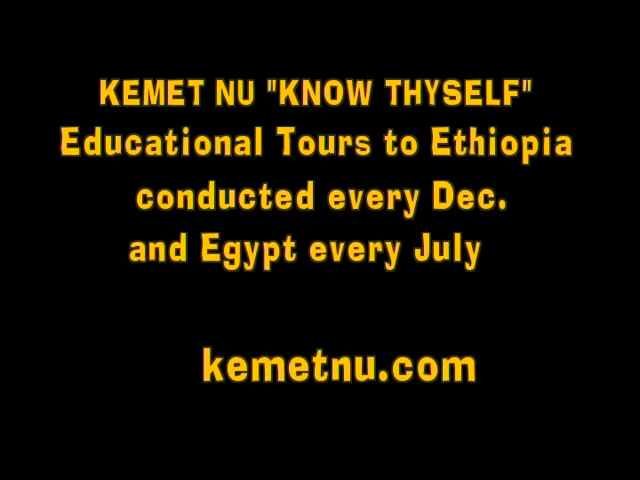 KEMET NU "KNOW THYSELF"
Educational Tours to Ethiopia
conducted every Dec.
and Egypt every July
kemetnu.com